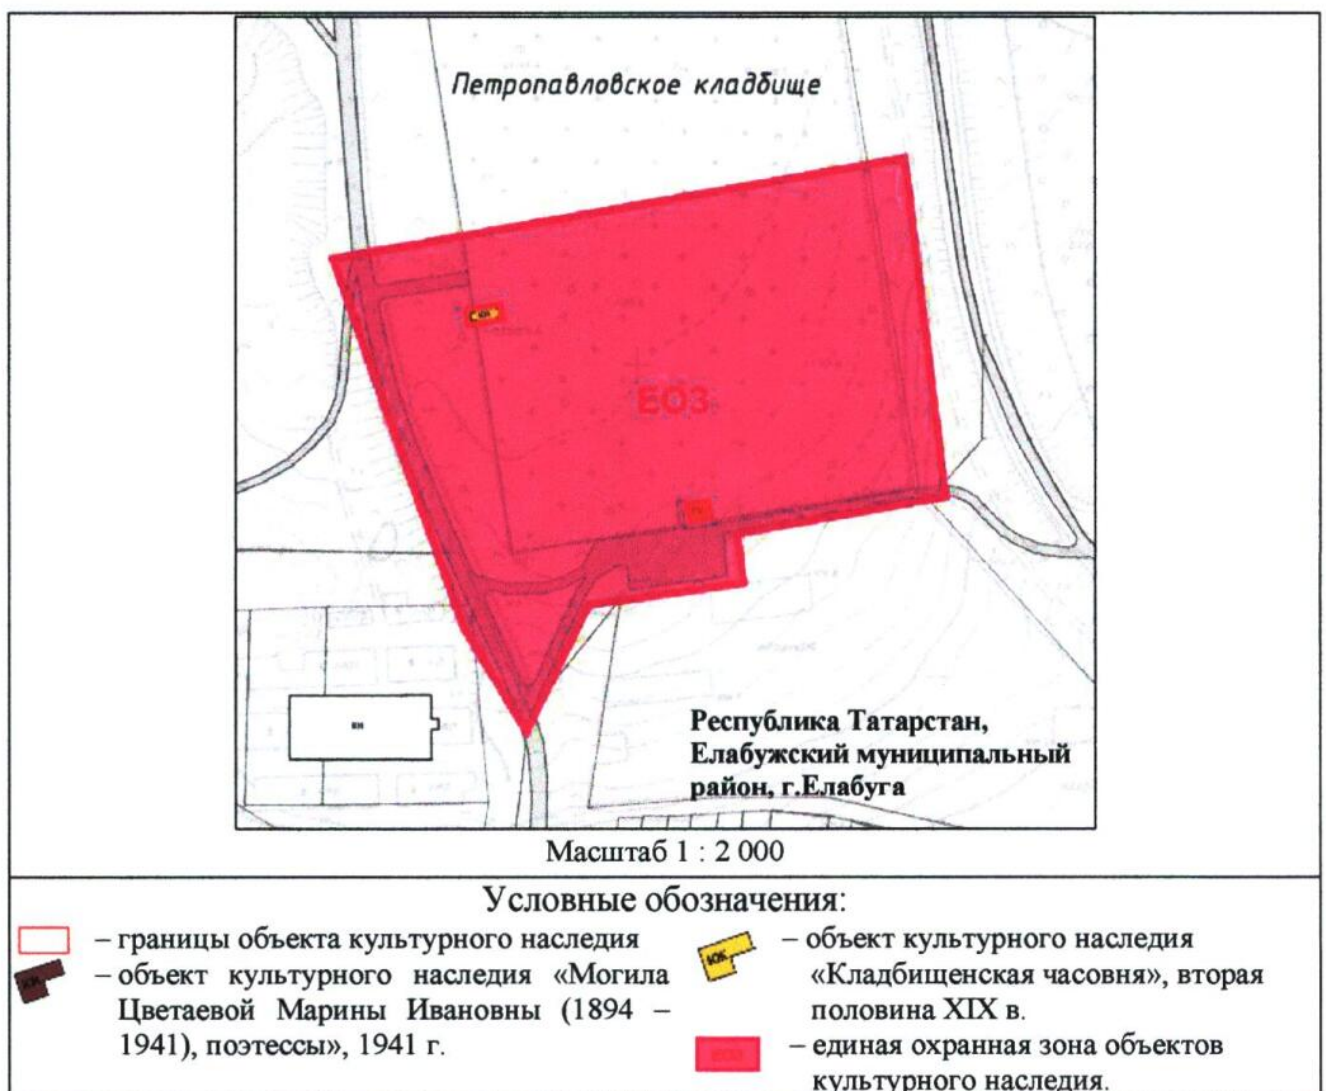 Петропавловское кладбище
ЕОЗ
Республика Татарстан,
Елабужский муниципальный
район, г.Елабуга
Масштаб 1 : 2 000
Условные обозначения:
– границы объекта культурного наследия
– объект культурного наследия «Могила
Цветаевой Марины Ивановны (1894 –
1941), поэтессы», 1941 г.
– объект культурного наследия
«Кладбищенская часовня», вторая
половина XIX в.
– единая охранная зона объектов
культурного наследия.